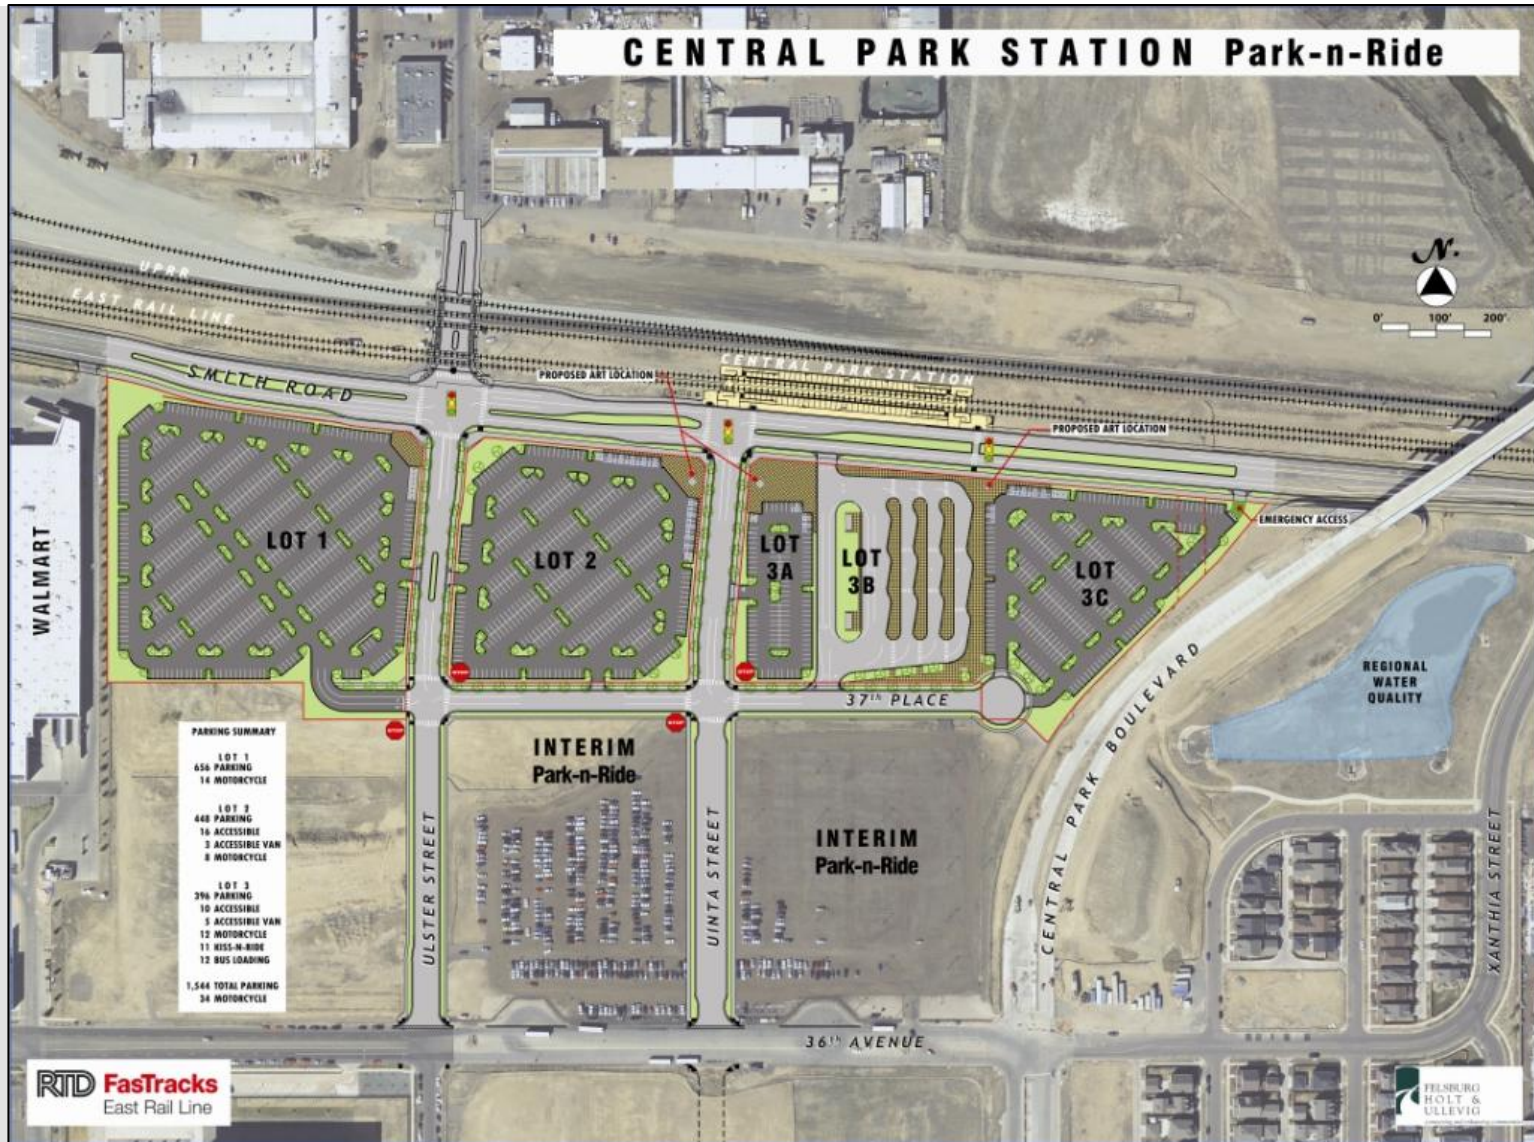 CENTRAL PARK STATION Park-n-Ride
N.
0' 100' 200'
UPRR
EAST RAIL LINE
SMITH ROAD
CENTRAL PARK STATION
PROPOSED ART LOCATION
PROPOSED ART LOCATION
EMERGENCY ACCESS
WALMART
LOT 1
LOT 2
LOT
3A
LOT
3B
LOT
3C
STOP
STOP
STOP
STOP
37th PLACE
REGIONAL
WATER
QUALITY
PARKING SUMMARY
LOT 1
656 PARKING
14 MOTORCYCLE
LOT 2
448 PARKING
16 ACCESSIBLE
3 ACCESSIBLE VAN
8 MOTORCYCLE
LOT 3
396 PARKING
10 ACCESSIBLE
5 ACCESSIBLE VAN
12 MOTORCYCLE
11 KISS-N-RIDE
12 BUS LOADING
1,544 TOTAL PARKING
34 MOTORCYCLE
INTERIM
Park-n-Ride
INTERIM
Park-n-Ride
ULSTER STREET
UINTA STREET
CENTRAL PARK BOULEVARD
XANTHIA STREET
36th AVENUE
RTD FasTracks
East Rail Line
FELSBURG
HOLT &
ULLEVIG